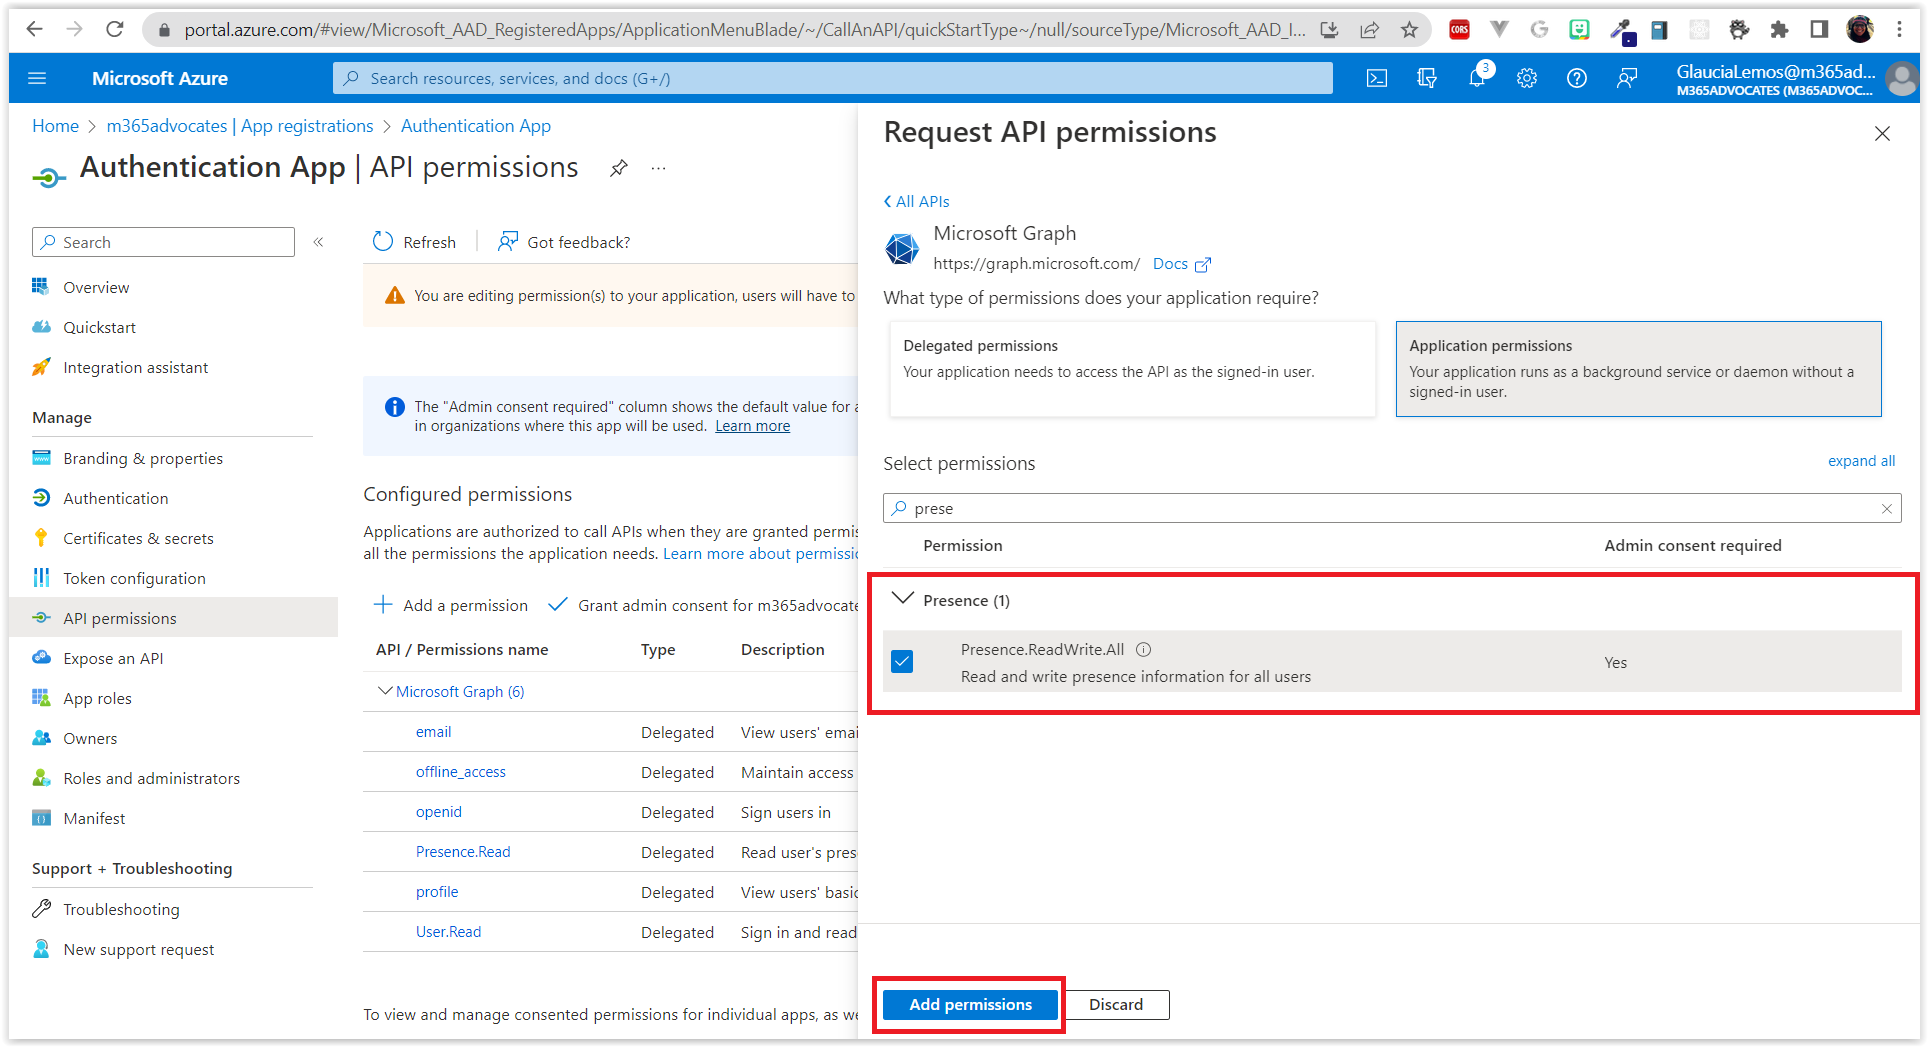 portal.azure.com/#view/Microsoft_AAD_RegisteredApps/ApplicationMenuBlade/~/CallAnAPI/quickStartType~/null/sourceType/Microsoft_AAD_I...
CORS
Microsoft Azure
Search resources, services, and docs (G+/)
3
GlauciaLemos@m365ad...
M365ADVOCATES (M365ADVOC...
Home > m365advocates | App registrations > Authentication App
Authentication App | API permissions
...
Search
«
Overview
Quickstart
Integration assistant
Manage
Branding & properties
Authentication
Certificates & secrets
Token configuration
API permissions
Expose an API
App roles
Owners
Roles and administrators
Manifest
Support + Troubleshooting
Troubleshooting
New support request
Refresh
Got feedback?
You are editing permission(s) to your application, users will have to
The "Admin consent required" column shows the default value for a
in organizations where this app will be used. Learn more
Configured permissions
Applications are authorized to call APIs when they are granted permis
all the permissions the application needs. Learn more about permissio
Add a permission
Grant admin consent for m365advocate
API / Permissions name Type Description
Microsoft Graph (6)
email Delegated View users' emai
offline_access Delegated Maintain access
openid Delegated Sign users in
Presence.Read Delegated Read user's pres
profile Delegated View users' basic
User.Read Delegated Sign in and read
To view and manage consented permissions for individual apps, as we
Request API permissions
All APIs
Microsoft Graph
https://graph.microsoft.com/ Docs
What type of permissions does your application require?
Delegated permissions
Your application needs to access the API as the signed-in user.
Application permissions
Your application runs as a background service or daemon without a
signed-in user.
Select permissions
expand all
prese
Permission Admin consent required
Presence (1)
Presence.ReadWrite.All
Read and write presence information for all users
Yes
Add permissions
Discard